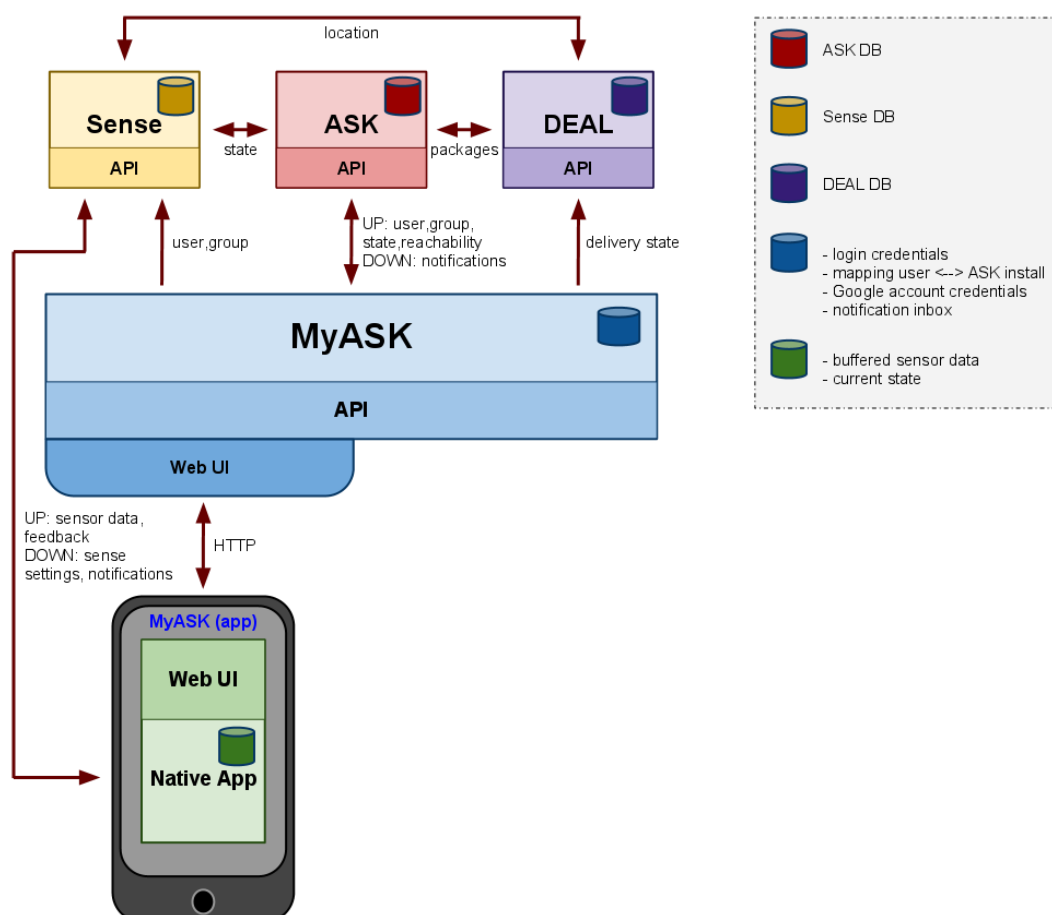 location
Sense
API
ASK
API
DEAL
API
state
packages
user,group
UP: user,group,
state,reachability
DOWN: notifications
delivery state
MyASK
API
Web UI
UP: sensor data,
feedback
DOWN: sense
settings, notifications
HTTP
MyASK (app)
Web UI
Native App
ASK DB
Sense DB
DEAL DB
- login credentials
- mapping user <--> ASK install
- Google account credentials
- notification inbox
- buffered sensor data
- current state